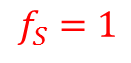 f_S = 1